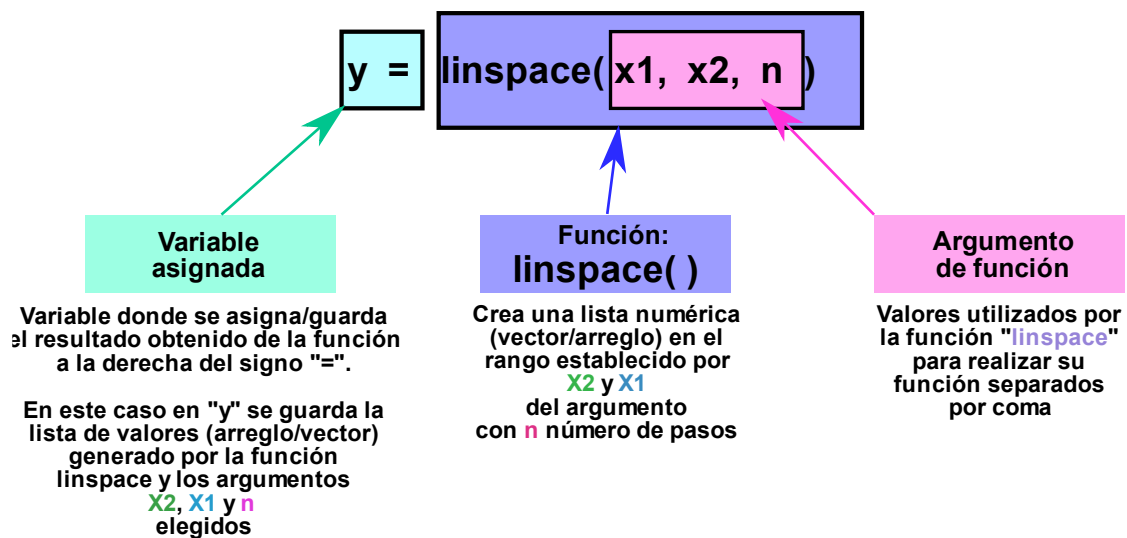 y = linspace( x1, x2, n )
Variable
asignada
Variable donde se asigna/guarda
el resultado obtenido de la función
a la derecha del signo "=".
En este caso en "y" se guarda la
lista de valores (arreglo/vector)
generado por la función
linspace y los argumentos
X2, X1 y n
elegidos
Función:
linspace( )
Crea una lista numérica
(vector/arreglo) en el
rango establecido por
X2 y X1
del argumento
con n número de pasos
Argumento
de función
Valores utilizados por
la función "linspace"
para realizar su
función separados
por coma